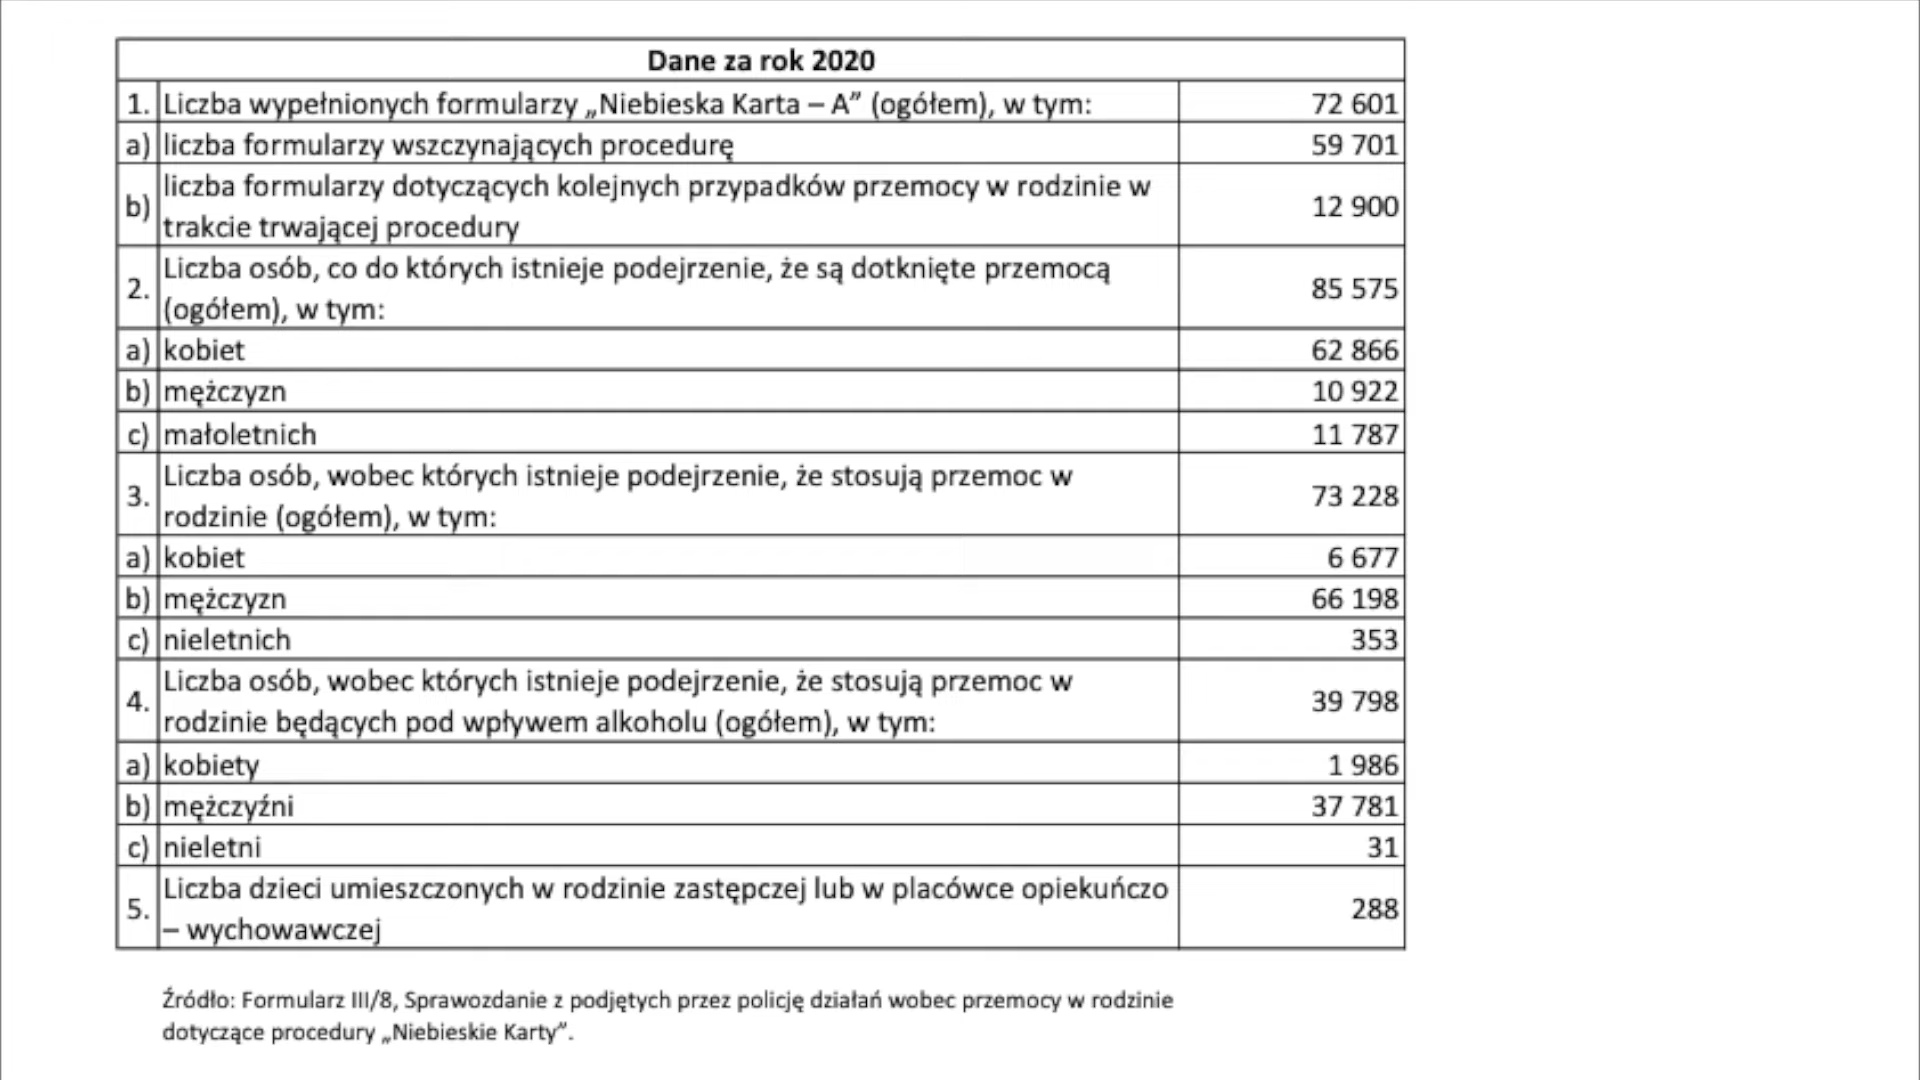 Dane za rok 2020
1. Liczba wypełnionych formularzy „Niebieska Karta – A” (ogółem), w tym: 72 601
a) liczba formularzy wszczynających procedurę 59 701
b) liczba formularzy dotyczących kolejnych przypadków przemocy w rodzinie w
trakcie trwającej procedury 12 900
2. Liczba osób, co do których istnieje podejrzenie, że są dotknięte przemocą
(ogółem), w tym: 85 575
a) kobiet 62 866
b) mężczyzn 10 922
c) małoletnich 11 787
3. Liczba osób, wobec których istnieje podejrzenie, że stosują przemoc w
rodzinie (ogółem), w tym: 73 228
a) kobiet 6 677
b) mężczyzn 66 198
c) nieletnich 353
4. Liczba osób, wobec których istnieje podejrzenie, że stosują przemoc w
rodzinie będących pod wpływem alkoholu (ogółem), w tym: 39 798
a) kobiety 1 986
b) mężczyźni 37 781
c) nieletni 31
5. Liczba dzieci umieszczonych w rodzinie zastępczej lub w placówce opiekuńczo
– wychowawczej 288
Źródło: Formularz III/8, Sprawozdanie z podjętych przez policję działań wobec przemocy w rodzinie
dotyczące procedury „Niebieskie Karty”.